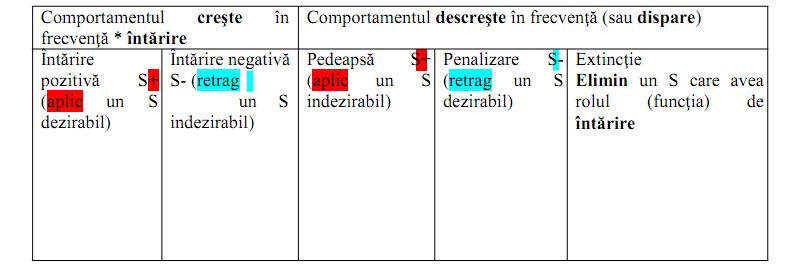 Comportamentul creşte în
frecvenţă * întărire
Comportamentul descreşte în frecvenţă (sau dispare)
Întărire
pozitivă S+
(aplic un S
dezirabil)
Întărire negativă
S- (retrag
un S
indezirabil)
Pedeapsă S+
(aplic un S
indezirabil)
Penalizare S-
(retrag un S
dezirabil)
Extincţie
Elimin un S care avea
rolul (funcţia) de
întărire